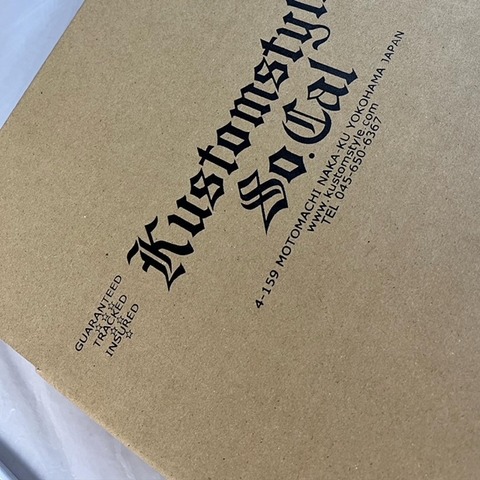 Kustomstyle
So.Cal
4-159 MOTOMACHI NAKA-KU YOKOHAMA JAPAN
www.kustomstyle.com
TEL 045-650-6367
GUARANTEED
☆☆☆
TRACKED
☆☆☆
INSURED
☆